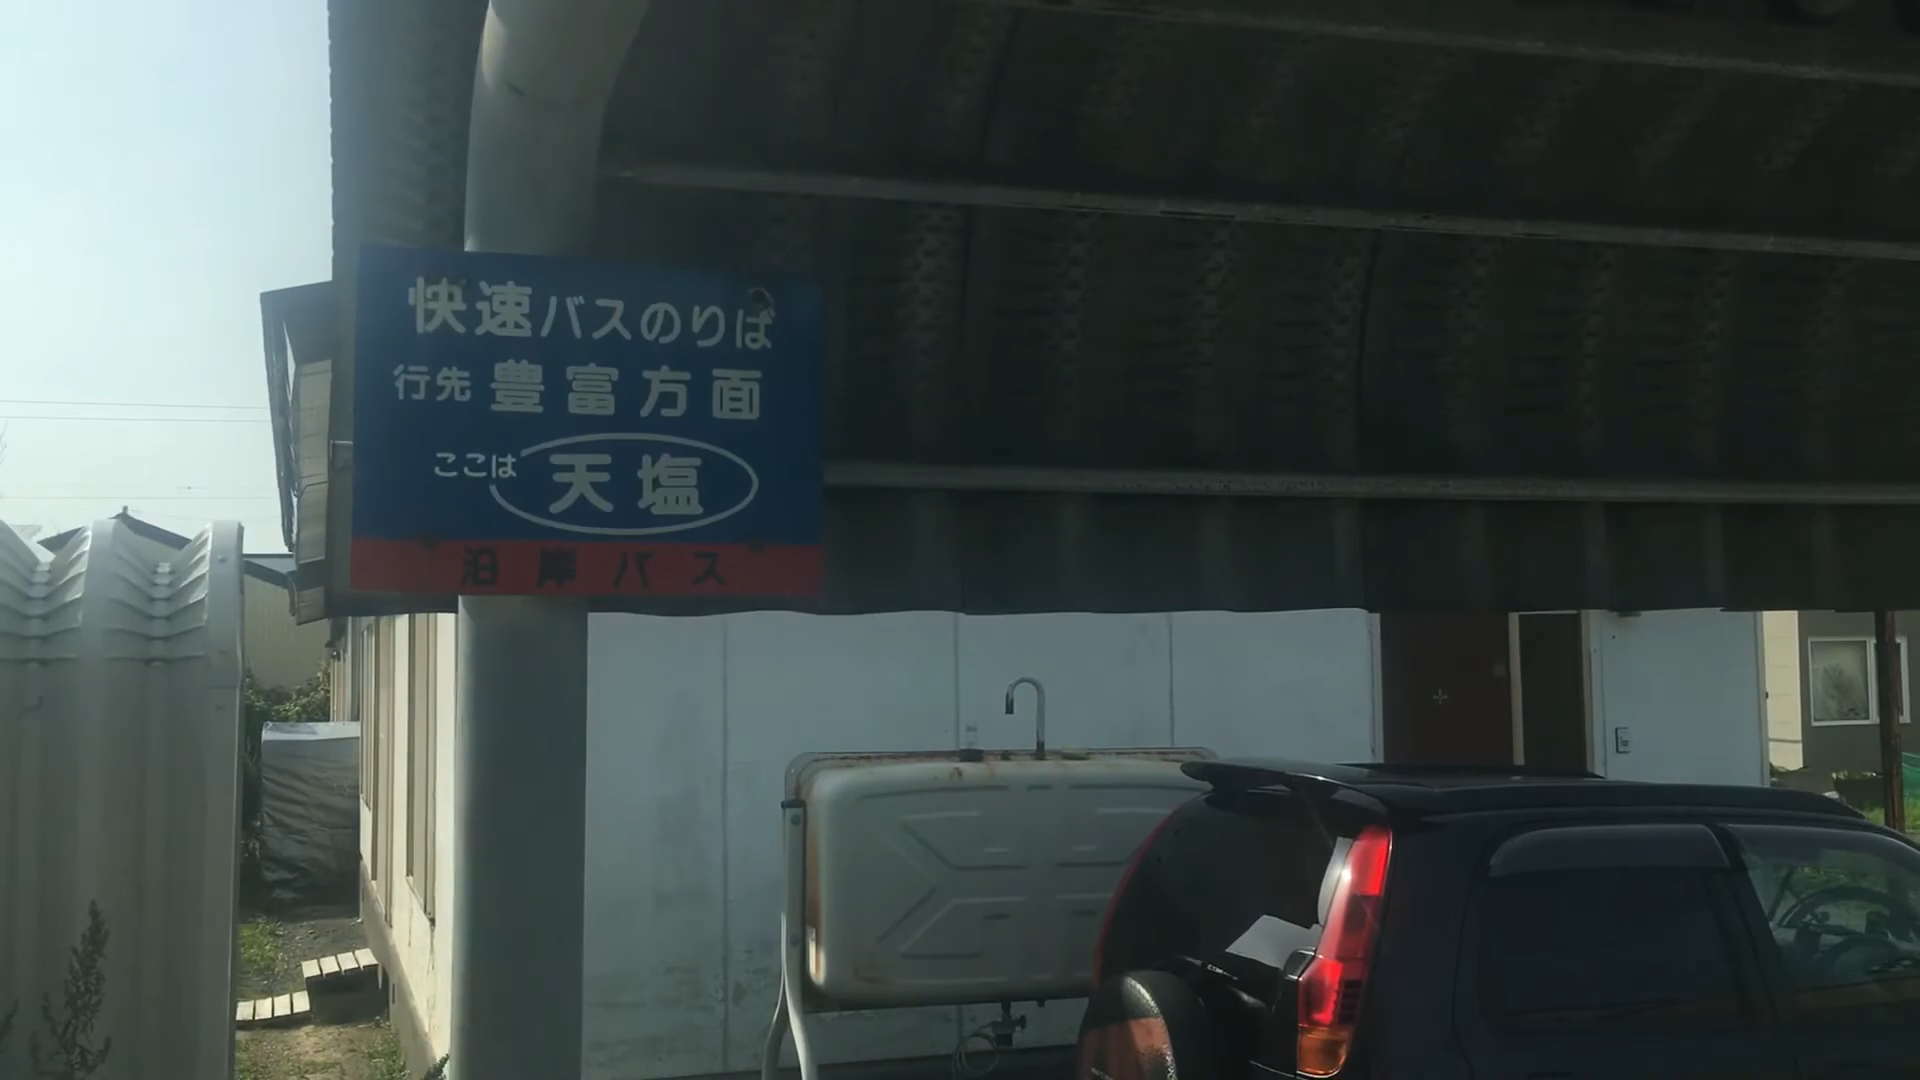 快速バスのりば
行先 豊富方面
ここは 天塩
沿岸バス